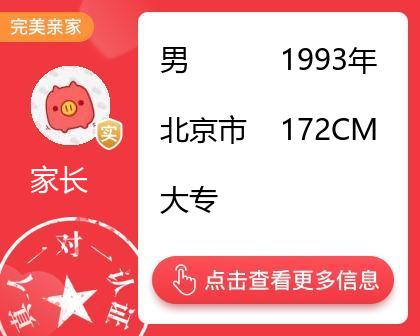 完美亲家
男 1993年
北京市 172CM
大专
实
家长
一对一
真人认证
点击查看更多信息